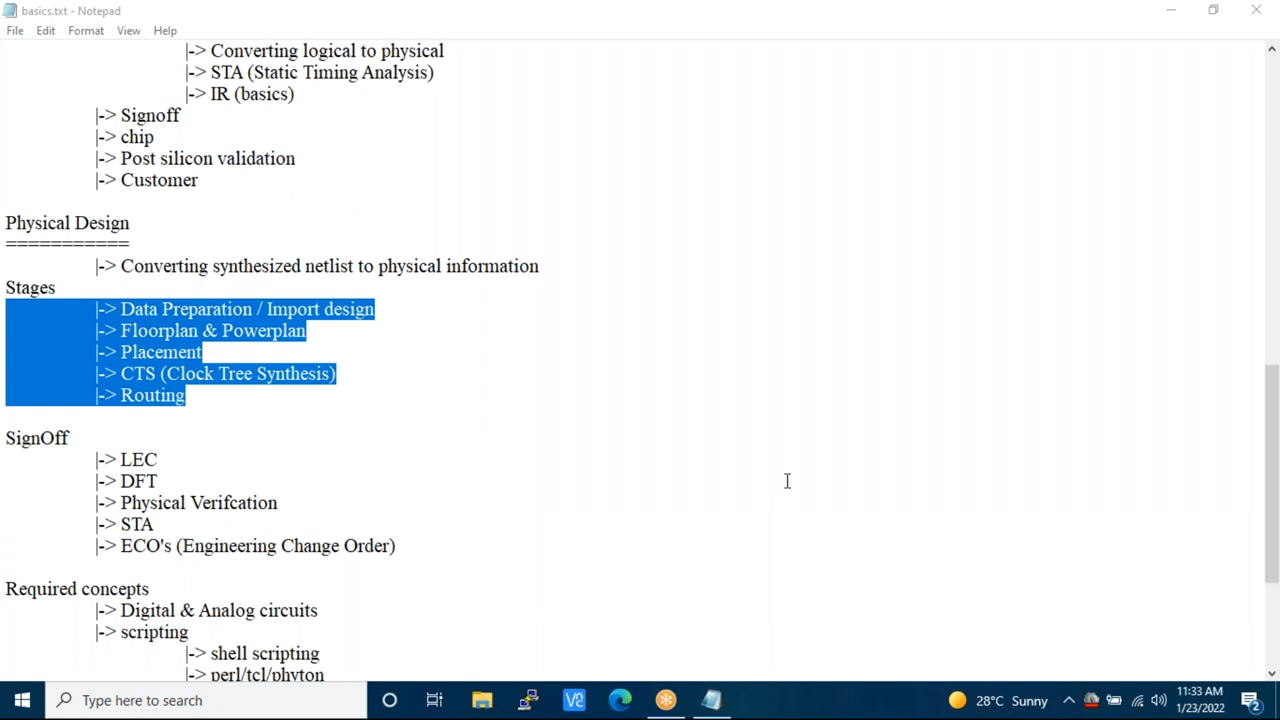 basics.txt - Notepad
File Edit Format View Help
|-> Converting logical to physical
|-> STA (Static Timing Analysis)
|-> IR (basics)
|-> Signoff
|-> chip
|-> Post silicon validation
|-> Customer
Physical Design
===========
|-> Converting synthesized netlist to physical information
Stages
|-> Data Preparation / Import design
|-> Floorplan & Powerplan
|-> Placement
|-> CTS (Clock Tree Synthesis)
|-> Routing
SignOff
|-> LEC
|-> DFT
|-> Physical Verifcation
|-> STA
|-> ECO's (Engineering Change Order)
Required concepts
|-> Digital & Analog circuits
|-> scripting
|-> shell scripting
|-> perl/tcl/phyton
Type here to search
28°C Sunny
11:33 AM
1/23/2022
2